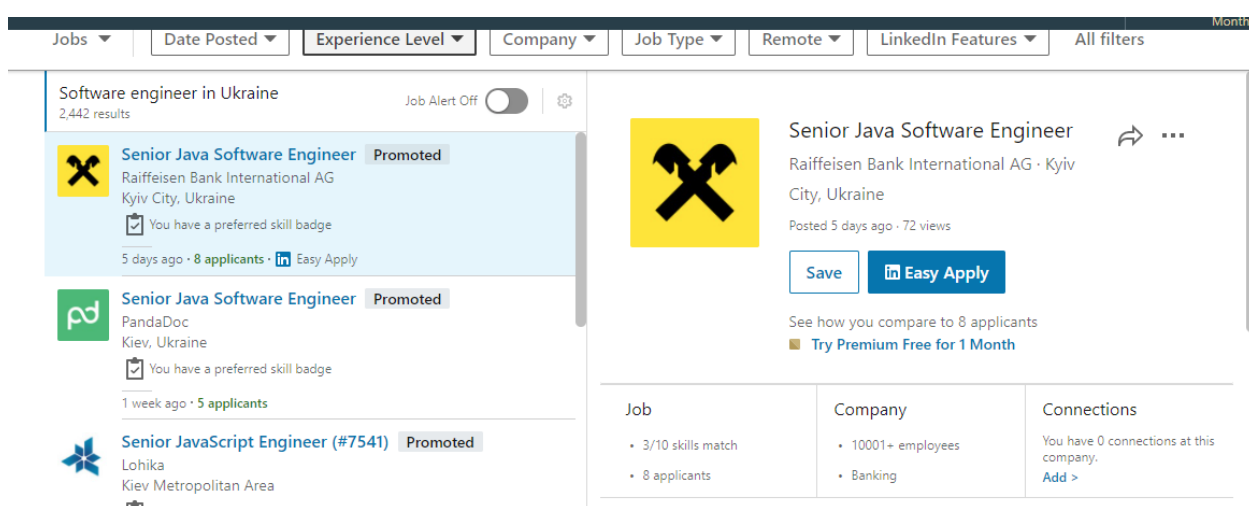 Month
Jobs
Date Posted
Experience Level
Company
Job Type
Remote
LinkedIn Features
All filters
Software engineer in Ukraine
2,442 results
Job Alert Off
Senior Java Software Engineer Promoted
Raiffeisen Bank International AG
Kyiv City, Ukraine
You have a preferred skill badge
5 days ago · 8 applicants · in Easy Apply
pd
Senior Java Software Engineer Promoted
PandaDoc
Kiev, Ukraine
You have a preferred skill badge
1 week ago · 5 applicants
Senior JavaScript Engineer (#7541) Promoted
Lohika
Kiev Metropolitan Area
Senior Java Software Engineer
Raiffeisen Bank International AG · Kyiv
City, Ukraine
Posted 5 days ago · 72 views
Save
in Easy Apply
See how you compare to 8 applicants
Try Premium Free for 1 Month
Job
• 3/10 skills match
• 8 applicants
Company
• 10001+ employees
• Banking
Connections
You have 0 connections at this
company.
Add >